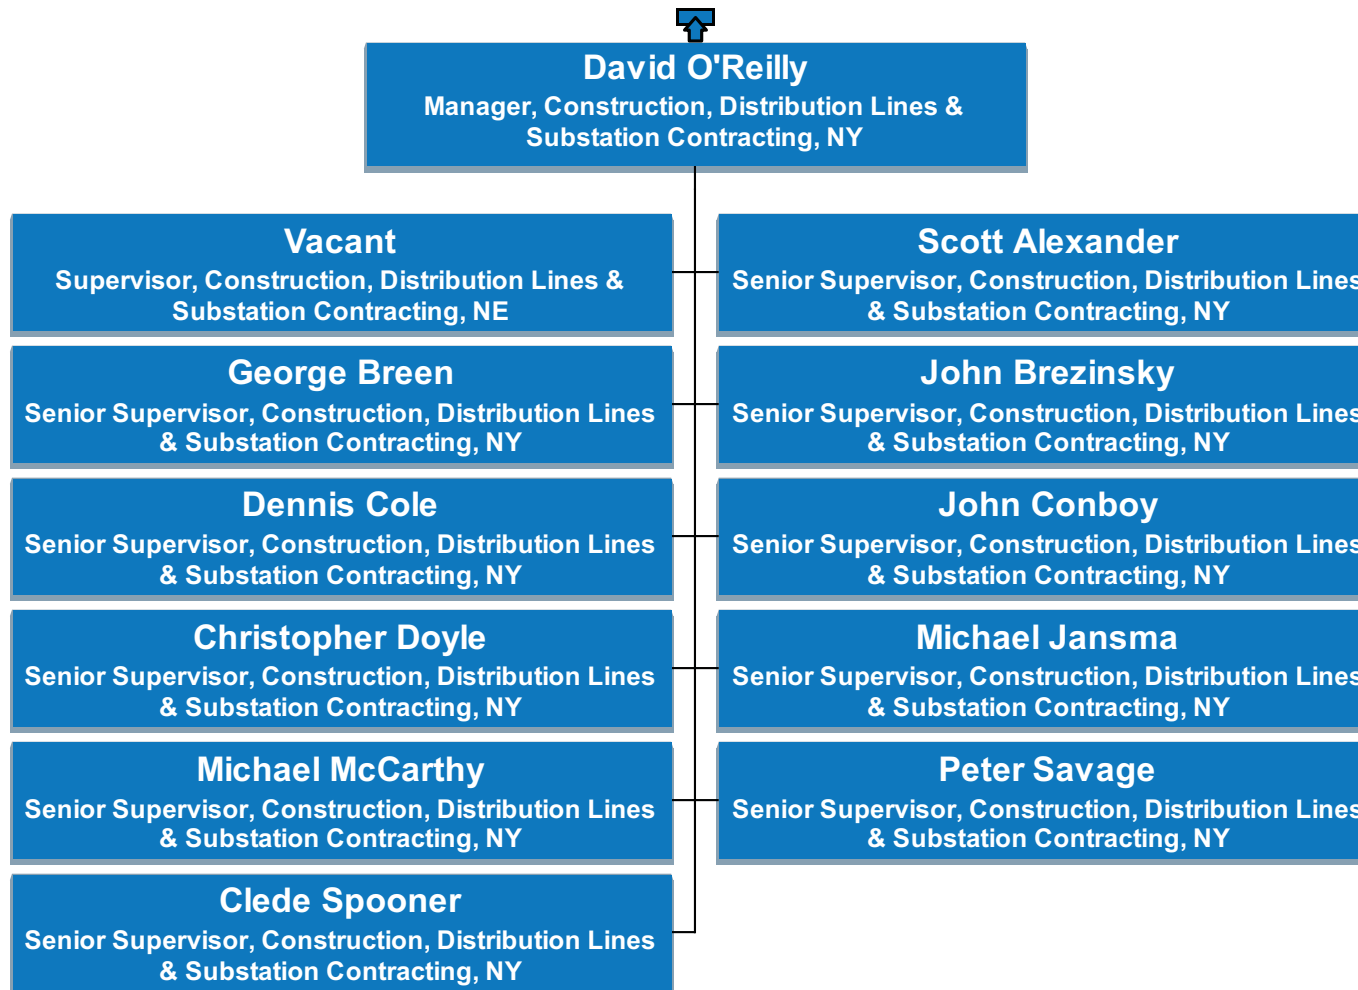 David O'Reilly
Manager, Construction, Distribution Lines &
Substation Contracting, NY
Vacant
Supervisor, Construction, Distribution Lines &
Substation Contracting, NE
Scott Alexander
Senior Supervisor, Construction, Distribution Lines
& Substation Contracting, NY
George Breen
Senior Supervisor, Construction, Distribution Lines
& Substation Contracting, NY
John Brezinsky
Senior Supervisor, Construction, Distribution Lines
& Substation Contracting, NY
Dennis Cole
Senior Supervisor, Construction, Distribution Lines
& Substation Contracting, NY
John Conboy
Senior Supervisor, Construction, Distribution Lines
& Substation Contracting, NY
Christopher Doyle
Senior Supervisor, Construction, Distribution Lines
& Substation Contracting, NY
Michael Jansma
Senior Supervisor, Construction, Distribution Lines
& Substation Contracting, NY
Michael McCarthy
Senior Supervisor, Construction, Distribution Lines
& Substation Contracting, NY
Peter Savage
Senior Supervisor, Construction, Distribution Lines
& Substation Contracting, NY
Clede Spooner
Senior Supervisor, Construction, Distribution Lines
& Substation Contracting, NY